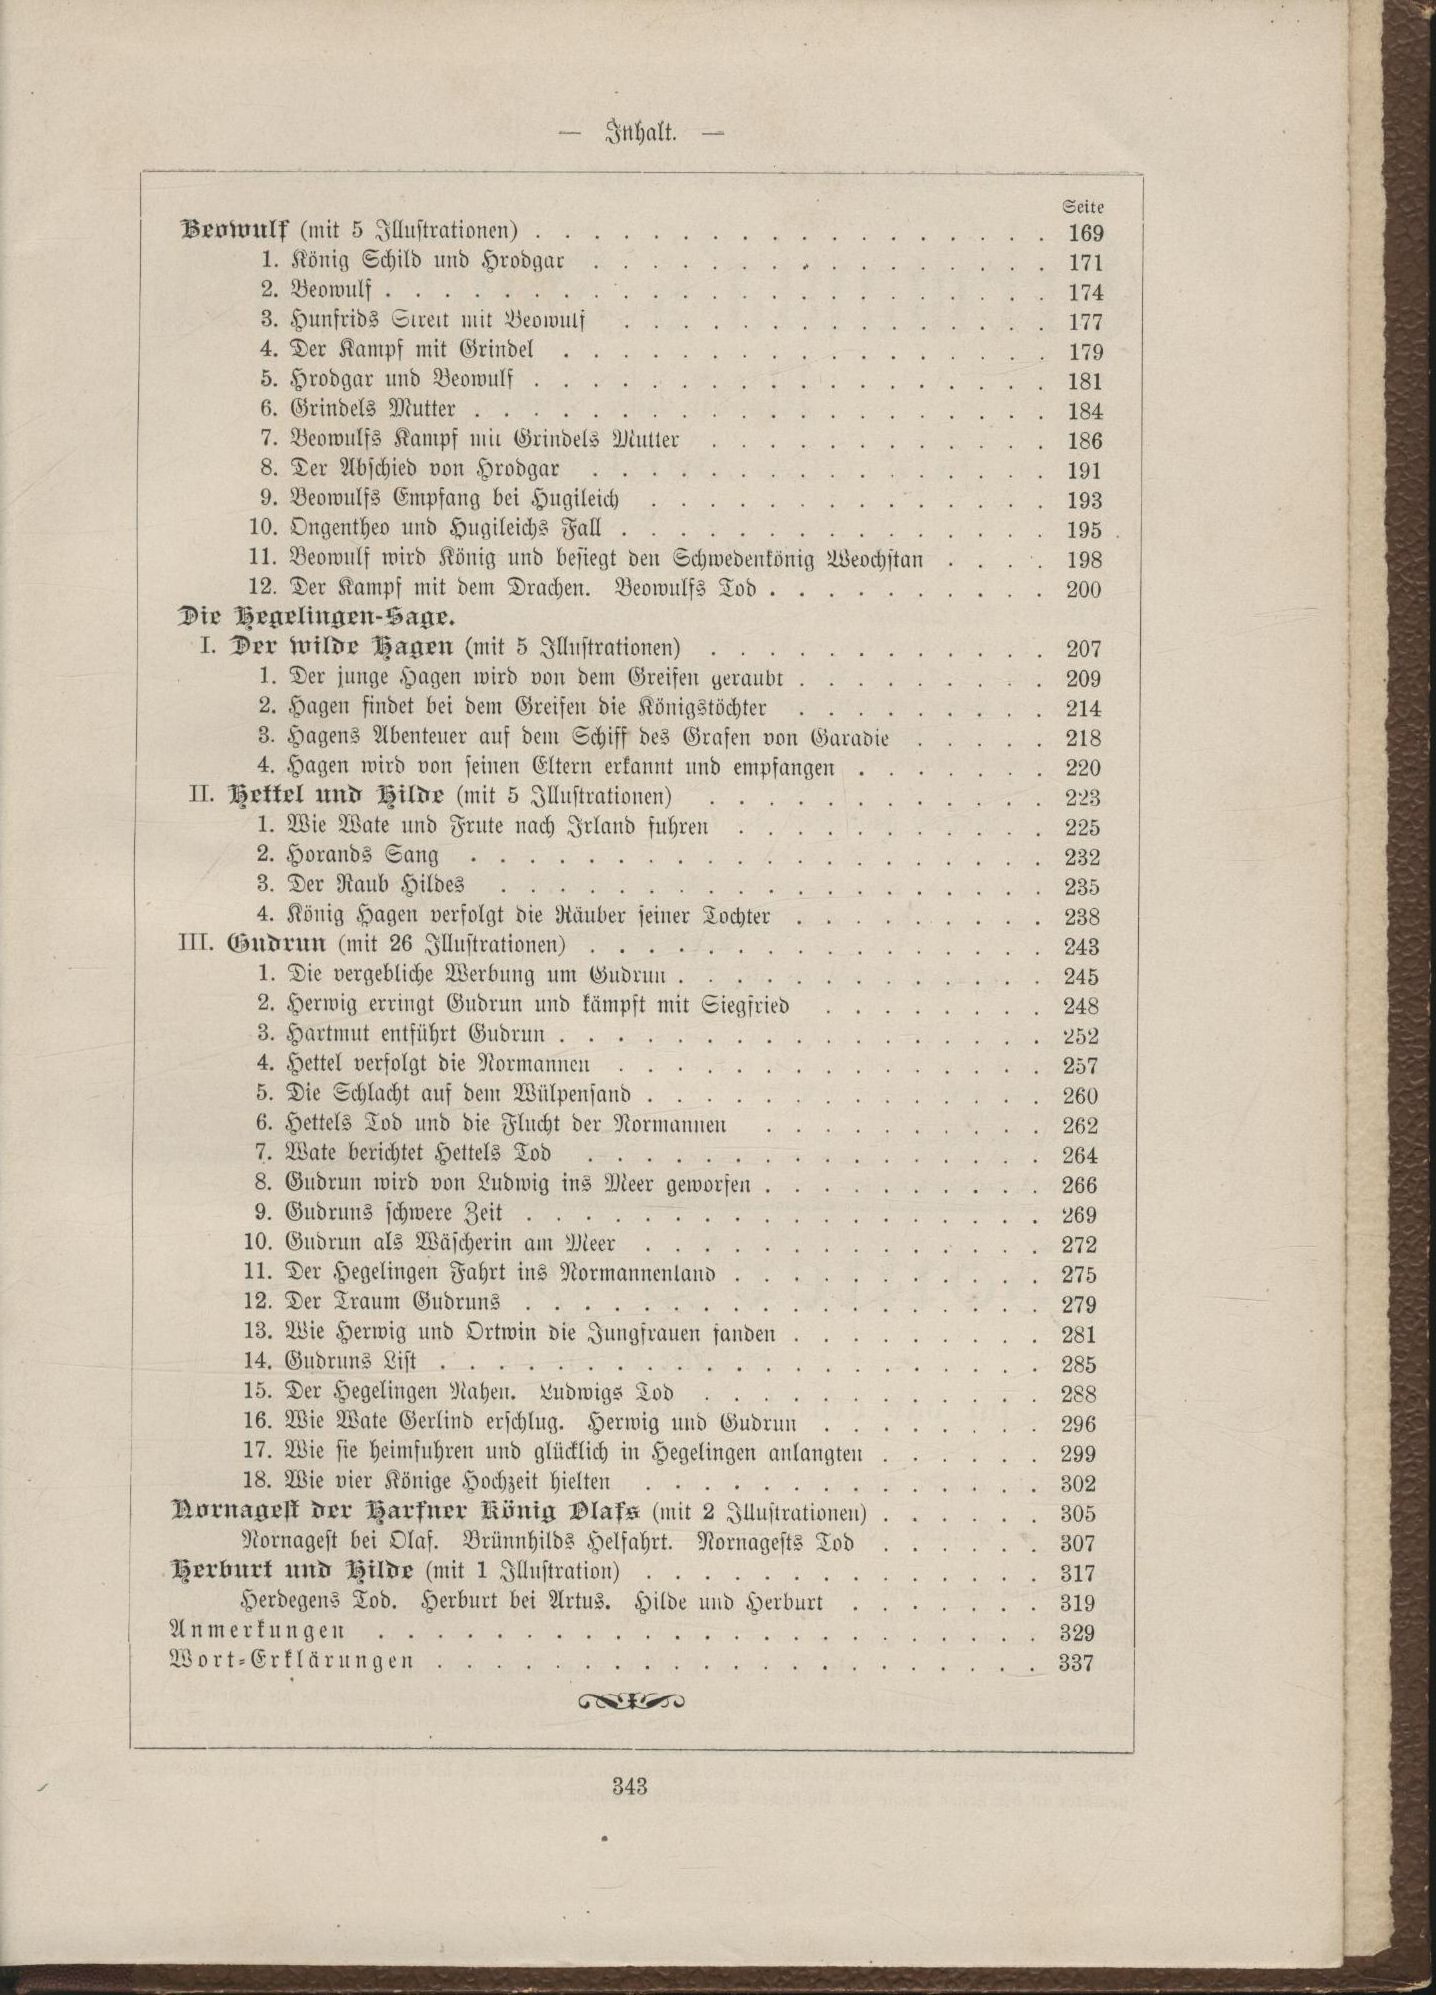 — Inhalt. —
Seite
Beowulf (mit 5 Illustrationen) . . . . . . . . . . . . . . . . . . 169
1. König Schild und Hrodgar . . . . . . . . . . . . . . . . 171
2. Beowulf . . . . . . . . . . . . . . . . . . . . . . . 174
3. Hunfrids Streit mit Beowulf . . . . . . . . . . . . . . . 177
4. Der Kampf mit Grindel . . . . . . . . . . . . . . . . . 179
5. Hrodgar und Beowulf . . . . . . . . . . . . . . . . . . 181
6. Grindels Mutter . . . . . . . . . . . . . . . . . . . . 184
7. Beowulfs Kampf mit Grindels Mutter . . . . . . . . . . . . 186
8. Der Abschied von Hrodgar . . . . . . . . . . . . . . . . 191
9. Beowulfs Empfang bei Hugileich . . . . . . . . . . . . . . 193
10. Ongentheo und Hugileichs Fall . . . . . . . . . . . . . . . 195
11. Beowulf wird König und besiegt den Schwedenkönig Weochstan . . . . 198
12. Der Kampf mit dem Drachen. Beowulfs Tod . . . . . . . . . . 200
Die Hegelingen-Sage.
I. Der wilde Hagen (mit 5 Illustrationen) . . . . . . . . . . . . 207
1. Der junge Hagen wird von dem Greifen geraubt . . . . . . . . . 209
2. Hagen findet bei dem Greifen die Königstöchter . . . . . . . . . 214
3. Hagens Abenteuer auf dem Schiff des Grafen von Garadie . . . . . 218
4. Hagen wird von seinen Eltern erkannt und empfangen . . . . . . . 220
II. Hettel und Hilde (mit 5 Illustrationen) . . . . . . . . . . . . 223
1. Wie Wate und Frute nach Irland fuhren . . . . . . . . . . . 225
2. Horands Sang . . . . . . . . . . . . . . . . . . . . 232
3. Der Raub Hildes . . . . . . . . . . . . . . . . . . . 235
4. König Hagen verfolgt die Räuber seiner Tochter . . . . . . . . . 238
III. Gudrun (mit 26 Illustrationen) . . . . . . . . . . . . . . . . 243
1. Die vergebliche Werbung um Gudrun . . . . . . . . . . . . . 245
2. Herwig erringt Gudrun und kämpft mit Siegfried . . . . . . . . 248
3. Hartmut entführt Gudrun . . . . . . . . . . . . . . . . . 252
4. Hettel verfolgt die Normannen . . . . . . . . . . . . . . . 257
5. Die Schlacht auf dem Wülpensand . . . . . . . . . . . . . . 260
6. Hettels Tod und die Flucht der Normannen . . . . . . . . . . 262
7. Wate berichtet Hettels Tod . . . . . . . . . . . . . . . . 264
8. Gudrun wird von Ludwig ins Meer geworfen . . . . . . . . . . 266
9. Gudruns schwere Zeit . . . . . . . . . . . . . . . . . . 269
10. Gudrun als Wäscherin am Meer . . . . . . . . . . . . . . 272
11. Der Hegelingen Fahrt ins Normannenland . . . . . . . . . . . 275
12. Der Traum Gudruns . . . . . . . . . . . . . . . . . . 279
13. Wie Herwig und Ortwin die Jungfrauen fanden . . . . . . . . . 281
14. Gudruns List . . . . . . . . . . . . . . . . . . . . . 285
15. Der Hegelingen Nahen. Ludwigs Tod . . . . . . . . . . . . 288
16. Wie Wate Gerlind erschlug. Herwig und Gudrun . . . . . . . . 296
17. Wie sie heimfuhren und glücklich in Hegelingen anlangten . . . . . . 299
18. Wie vier Könige Hochzeit hielten . . . . . . . . . . . . . . 302
Nornagest der Harfner König Olafs (mit 2 Illustrationen) . . . . . . 305
Nornagest bei Olaf. Brünnhilds Helfahrt. Nornagests Tod . . . . . . 307
Herburt und Hilde (mit 1 Illustration) . . . . . . . . . . . . . . 317
Herdegens Tod. Herburt bei Artus. Hilde und Herburt . . . . . . . 319
Anmerkungen . . . . . . . . . . . . . . . . . . . . . . . 329
Wort-Erklärungen . . . . . . . . . . . . . . . . . . . . . 337
343